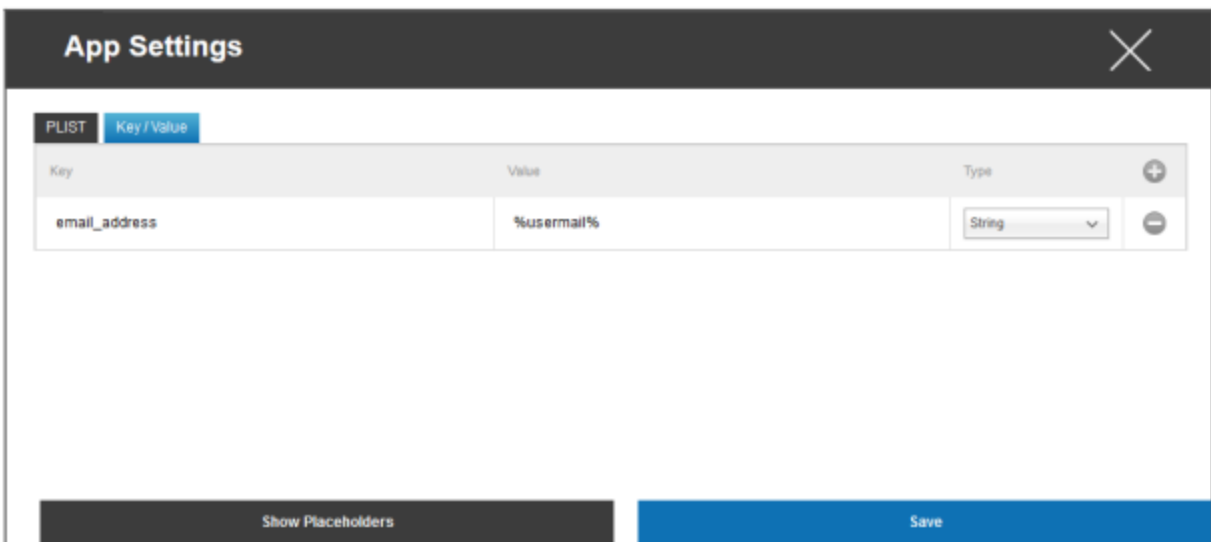 App Settings
PLIST Key / Value
Key Value Type
email_address %usermail% String
Show Placeholders Save